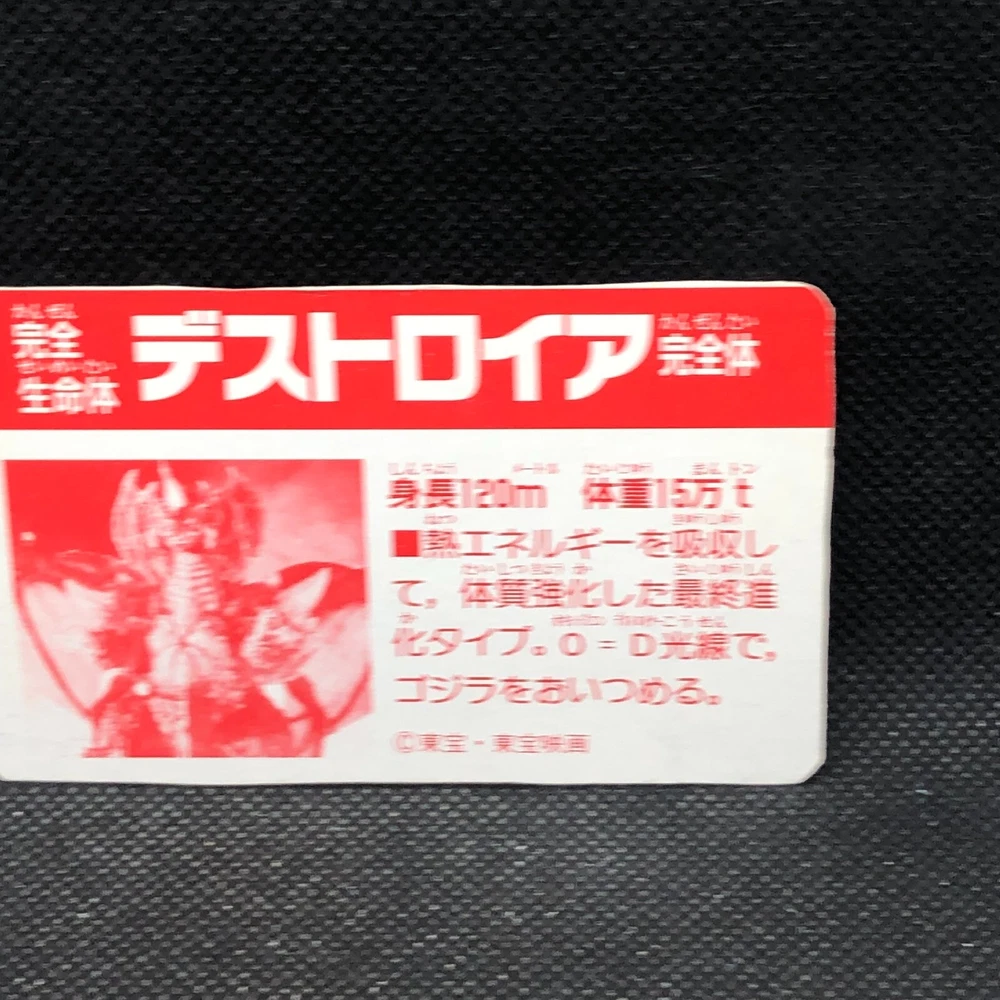 完全
生命体
デストロイア 完全体
身長120m 体重15万t
■熱エネルギーを吸収し
て，体質強化した最終進
化タイプ。O＝D光線で，
ゴジラをおいつめる。
©東宝・東宝映画